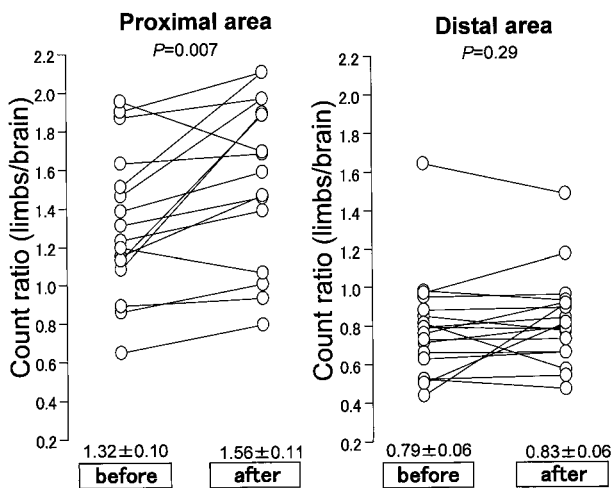 Proximal area
P=0.007
Count ratio (limbs/brain)
2.2
2.0
1.8
1.6
1.4
1.2
1.0
0.8
0.6
0.4
0.2
1.32±0.10
1.56±0.11
before
after
Distal area
P=0.29
Count ratio (limbs/brain)
2.2
2.0
1.8
1.6
1.4
1.2
1.0
0.8
0.6
0.4
0.2
0.79±0.06
0.83±0.06
before
after